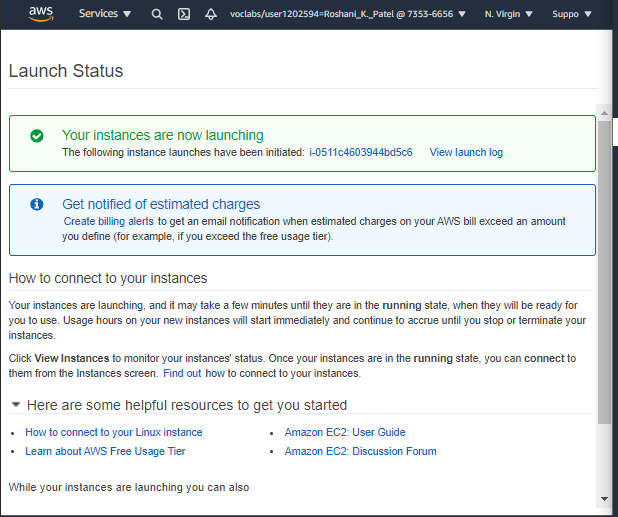 aws Services voclabs/user1202594=Roshani_K._Patel @ 7353-6656 N. Virgin Suppo
Launch Status
Your instances are now launching
The following instance launches have been initiated: i-0511c4603944bd5c6 View launch log
Get notified of estimated charges
Create billing alerts to get an email notification when estimated charges on your AWS bill exceed an amount
you define (for example, if you exceed the free usage tier).
How to connect to your instances
Your instances are launching, and it may take a few minutes until they are in the running state, when they will be ready for
you to use. Usage hours on your new instances will start immediately and continue to accrue until you stop or terminate your
instances.
Click View Instances to monitor your instances' status. Once your instances are in the running state, you can connect to
them from the Instances screen. Find out how to connect to your instances.
Here are some helpful resources to get you started
• How to connect to your Linux instance • Amazon EC2: User Guide
• Learn about AWS Free Usage Tier • Amazon EC2: Discussion Forum
While your instances are launching you can also